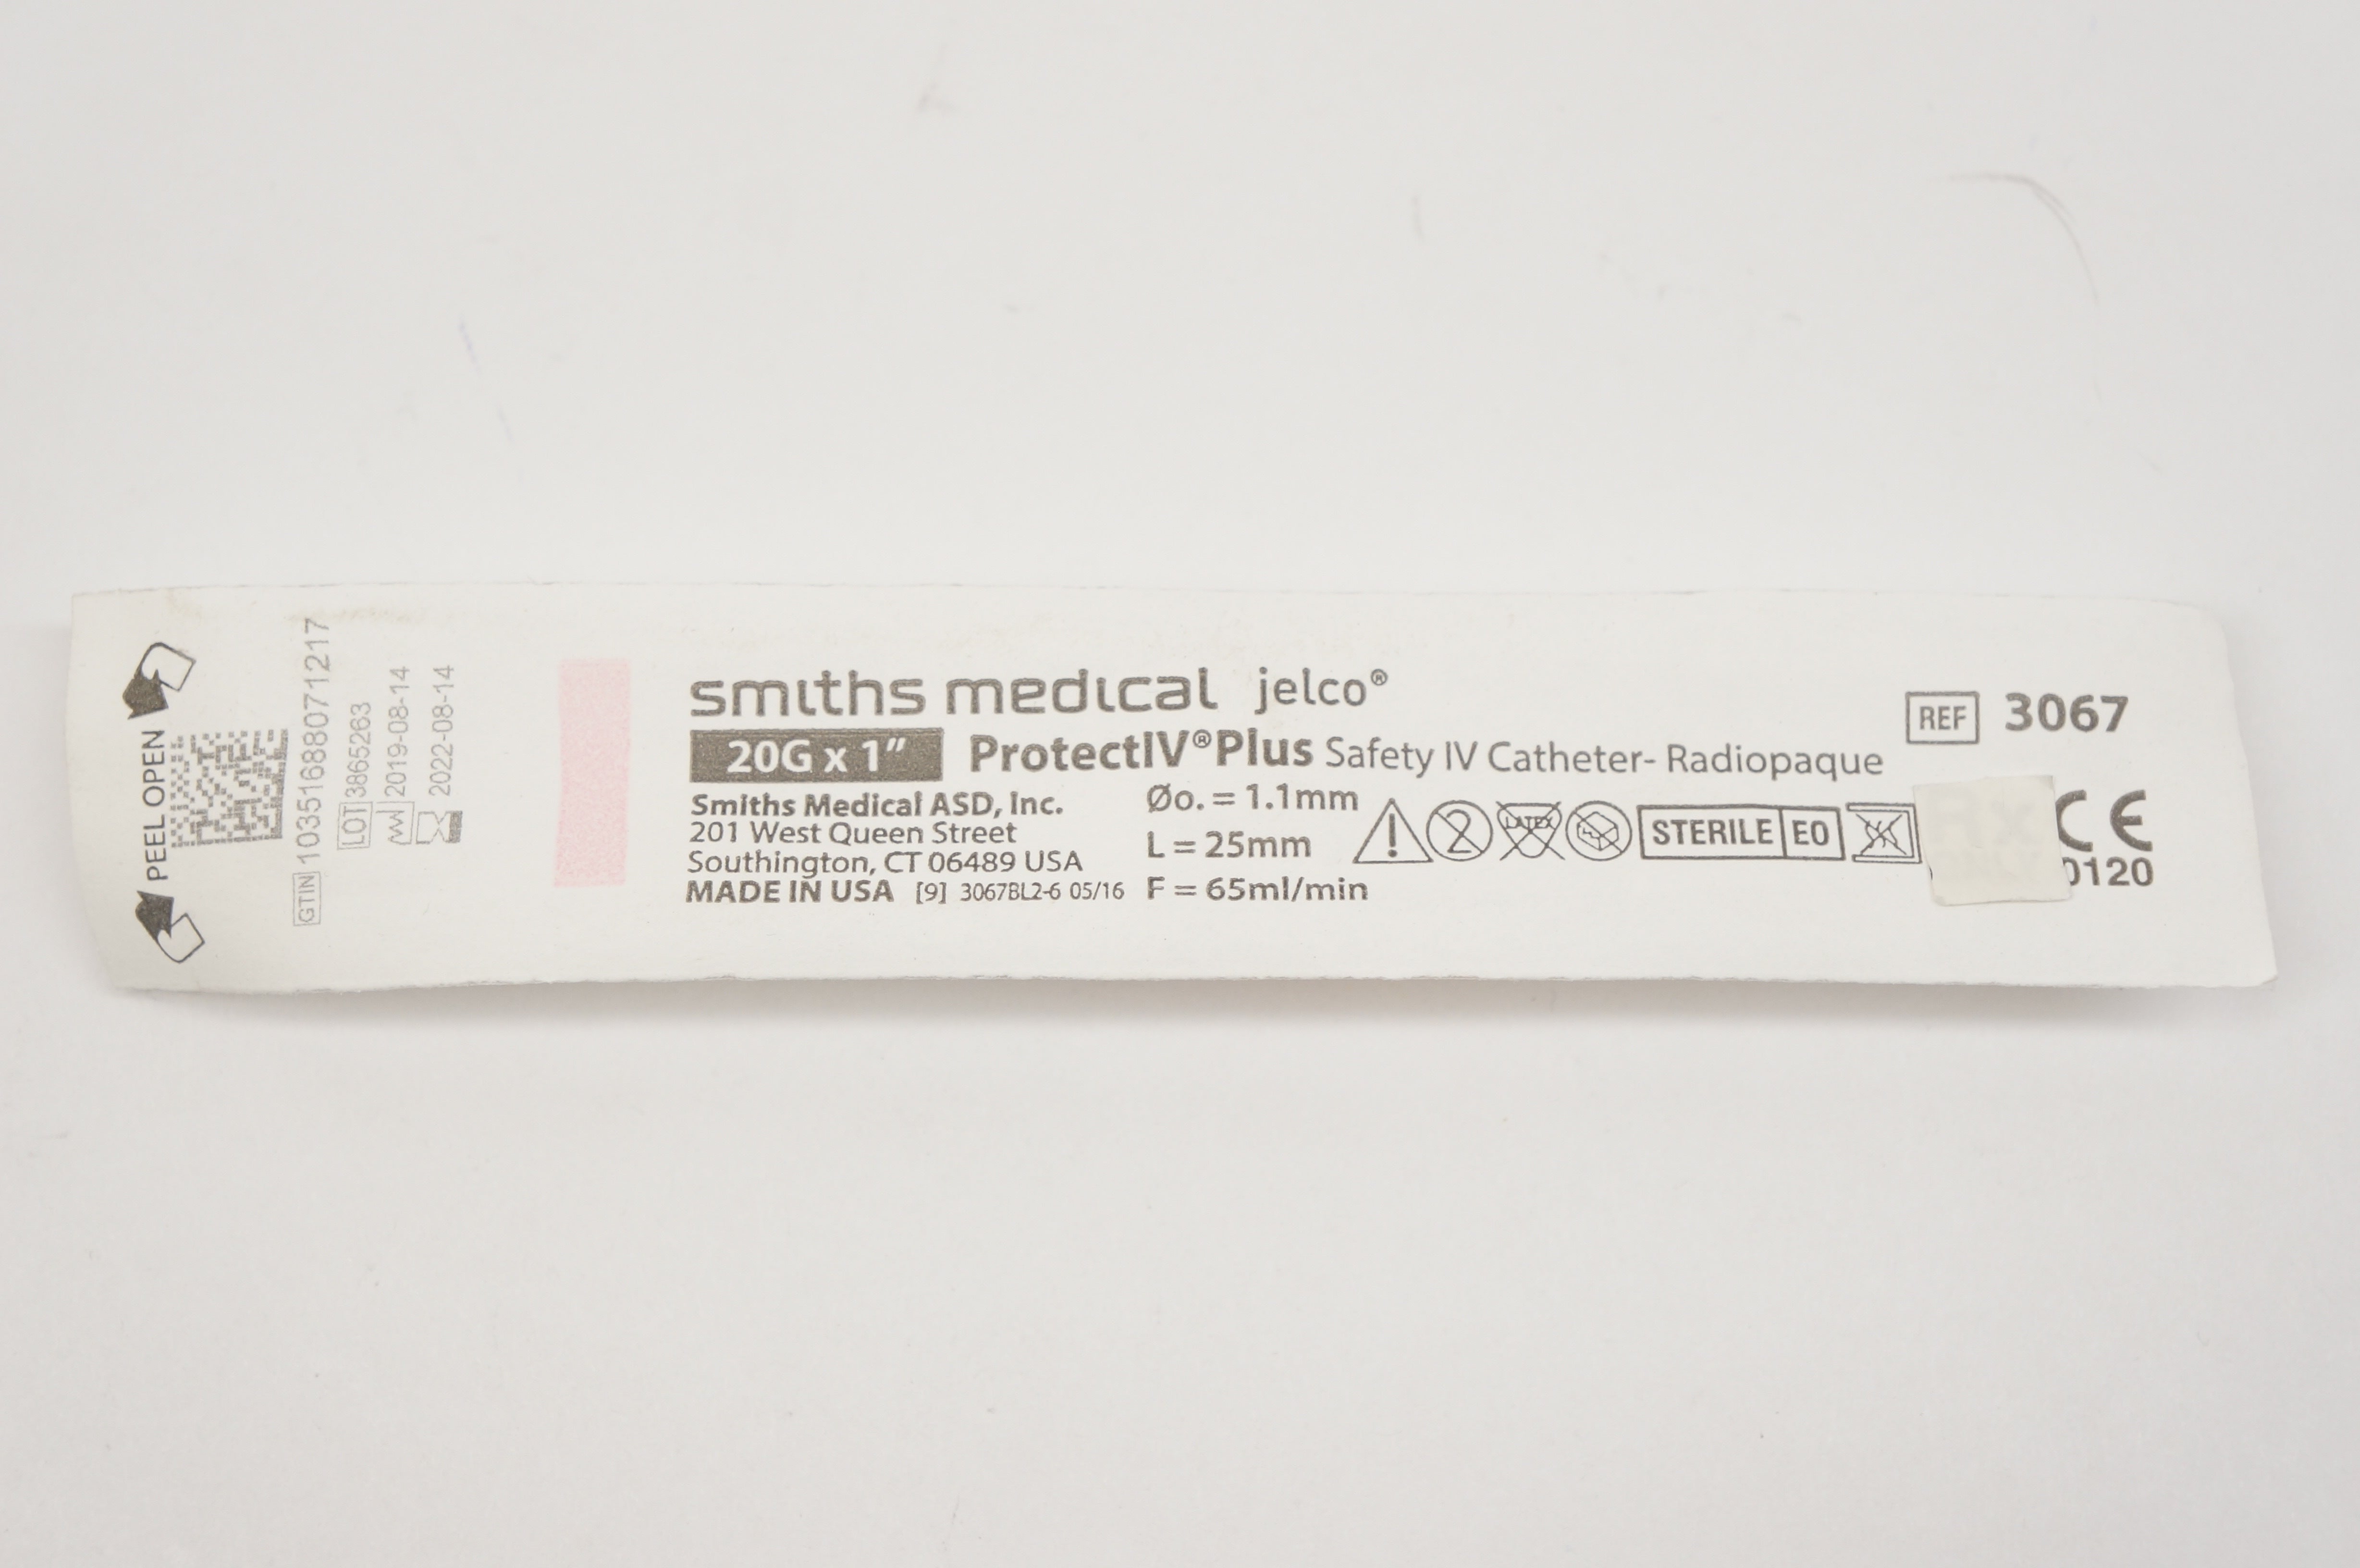 PEEL OPEN
GTIN 10351688071217
LOT 3865263
2019-08-14
2022-08-14
smiths medical jelco®
20G x 1” ProtectIV®Plus Safety IV Catheter- Radiopaque
Smiths Medical ASD, Inc.
201 West Queen Street
Southington, CT 06489 USA
MADE IN USA [9] 3067BL2-6 05/16
Øo. = 1.1mm
L = 25mm
F = 65ml/min
2
LATEX
STERILE EO
REF 3067
CE
0120